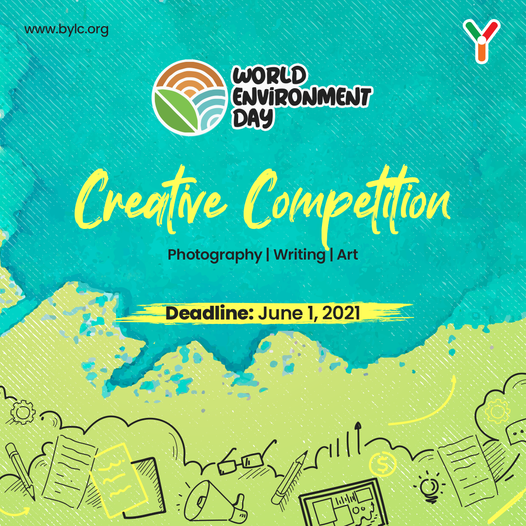 www.bylc.org
WORLD
ENVIRONMENT
DAY
Creative Competition
Photography | Writing | Art
Deadline: June 1, 2021